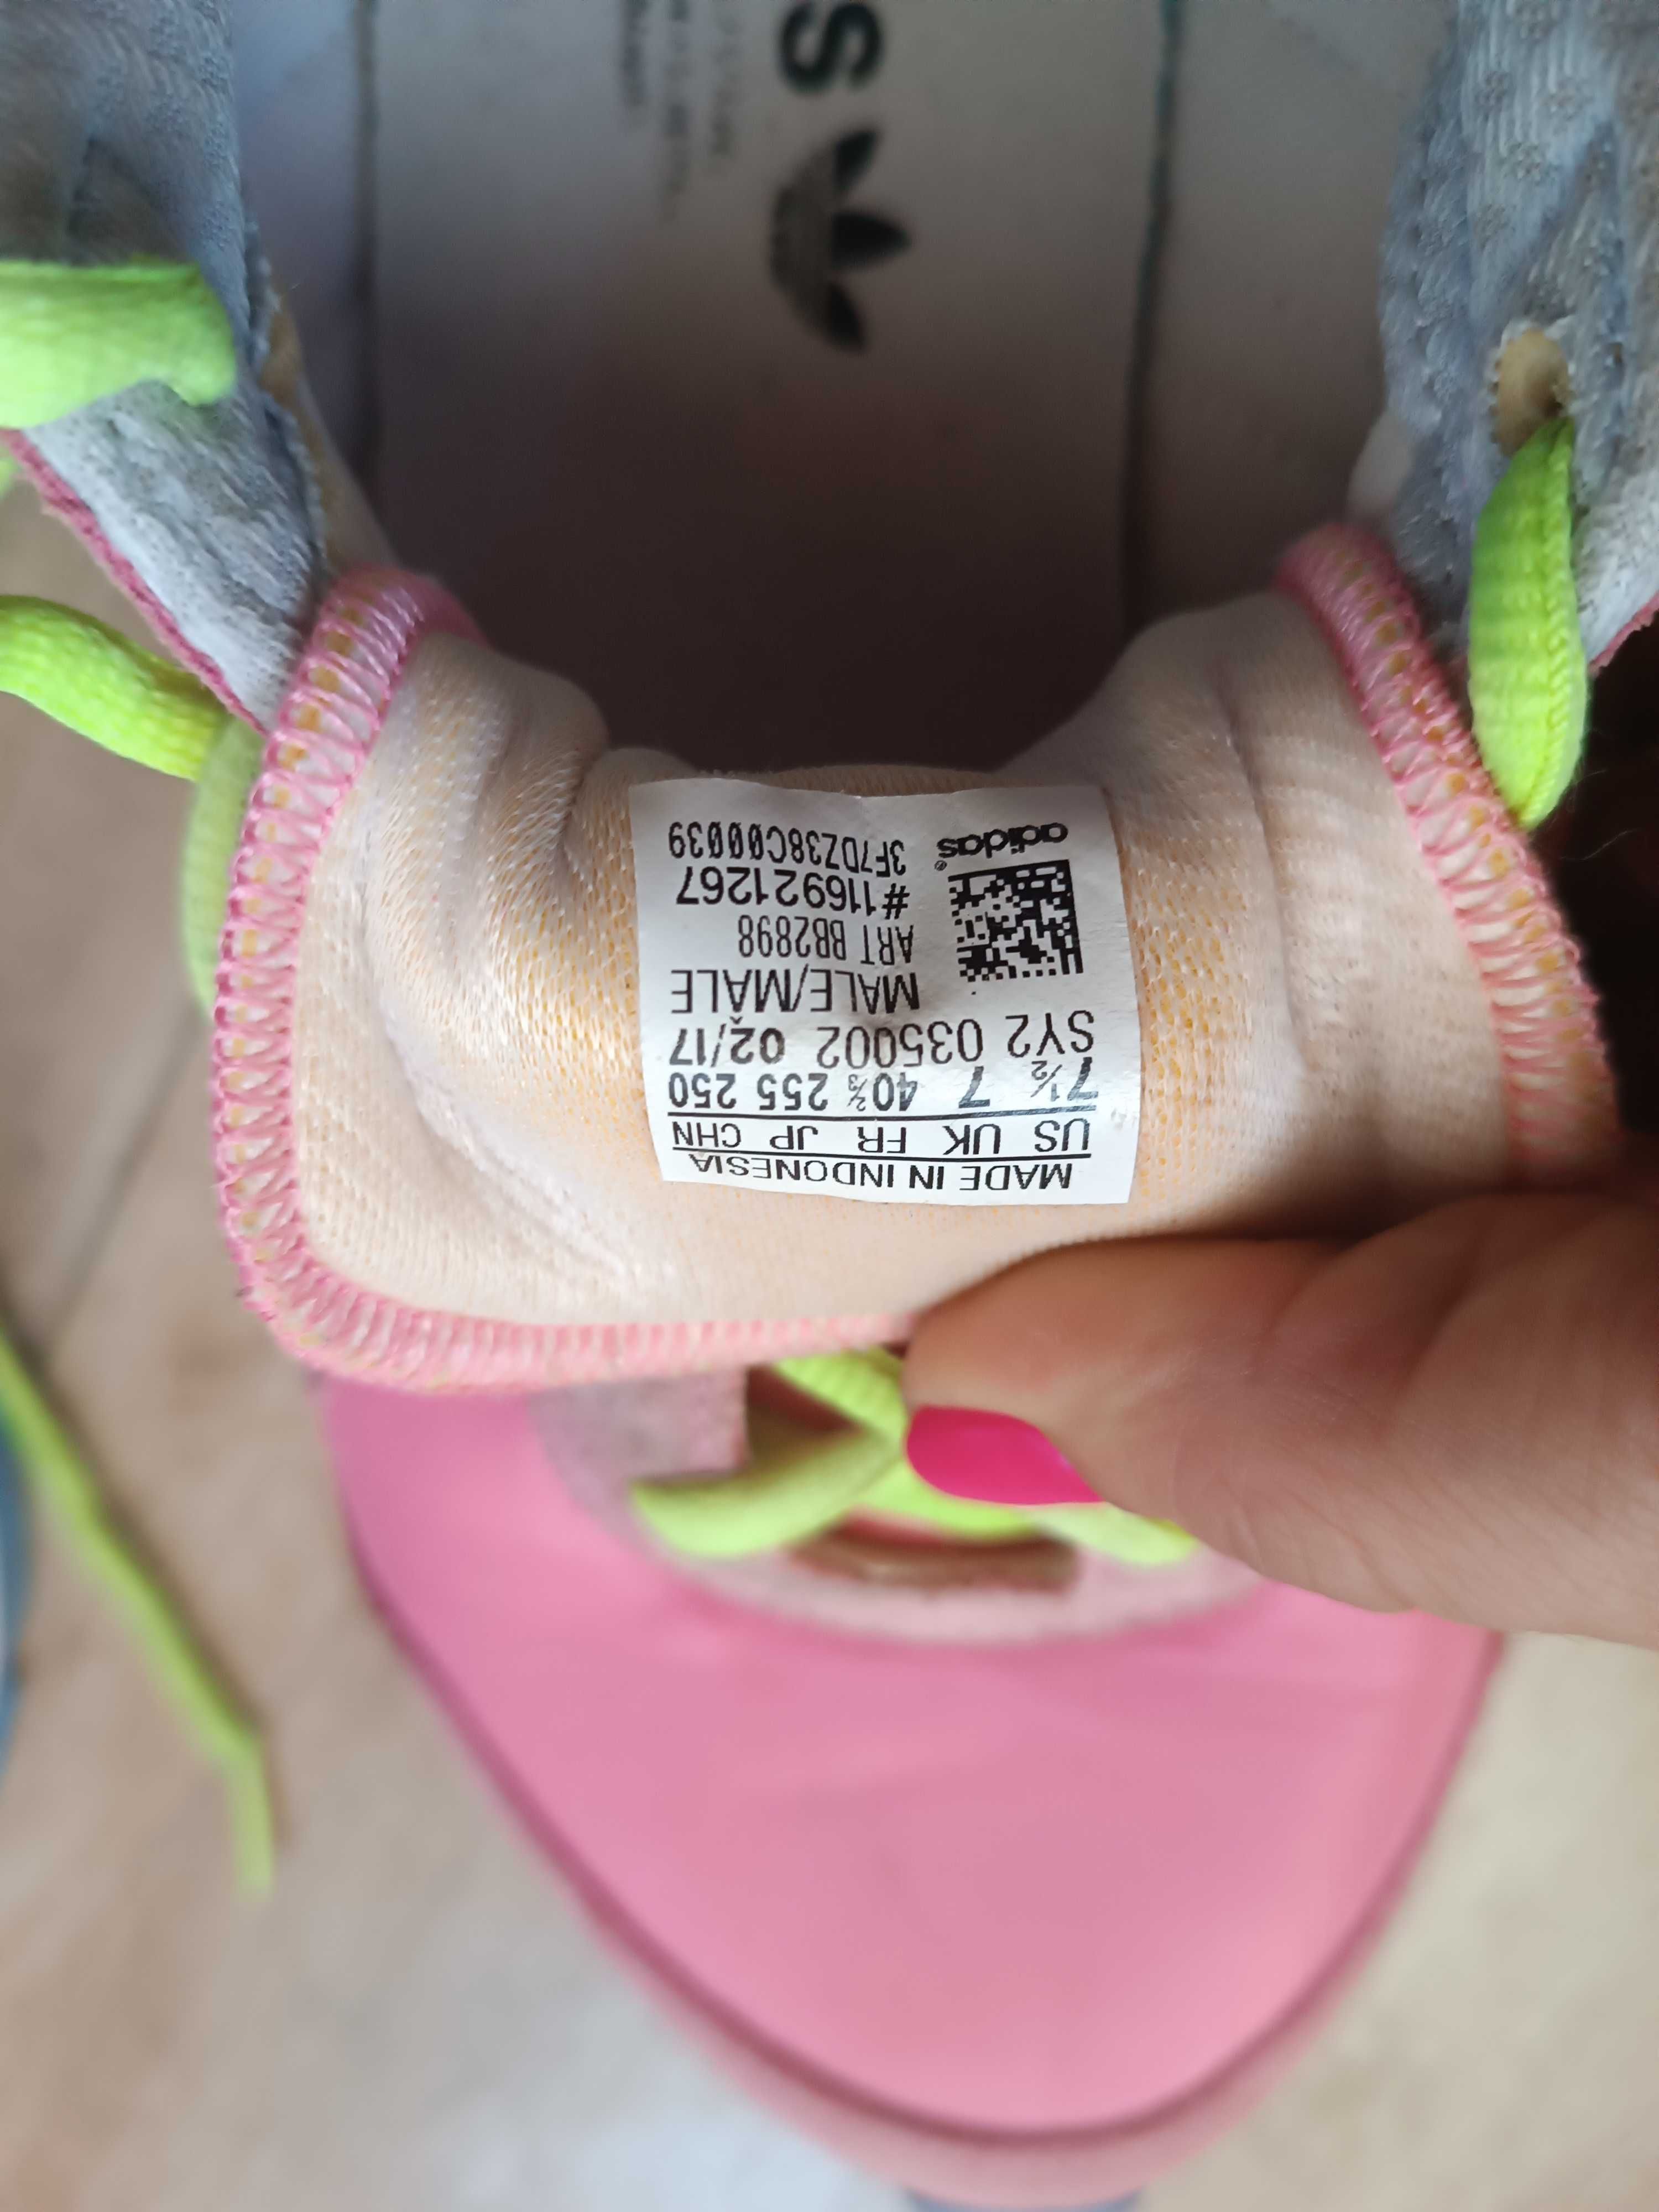 MADE IN INDONESIA
US UK FR JP CHN
7½ 7 40⅔ 255 250
SY2 035002 02/17
MALE/MALE
ART BB2898
#116921267
3F7DZ38C00039
adidas®
S